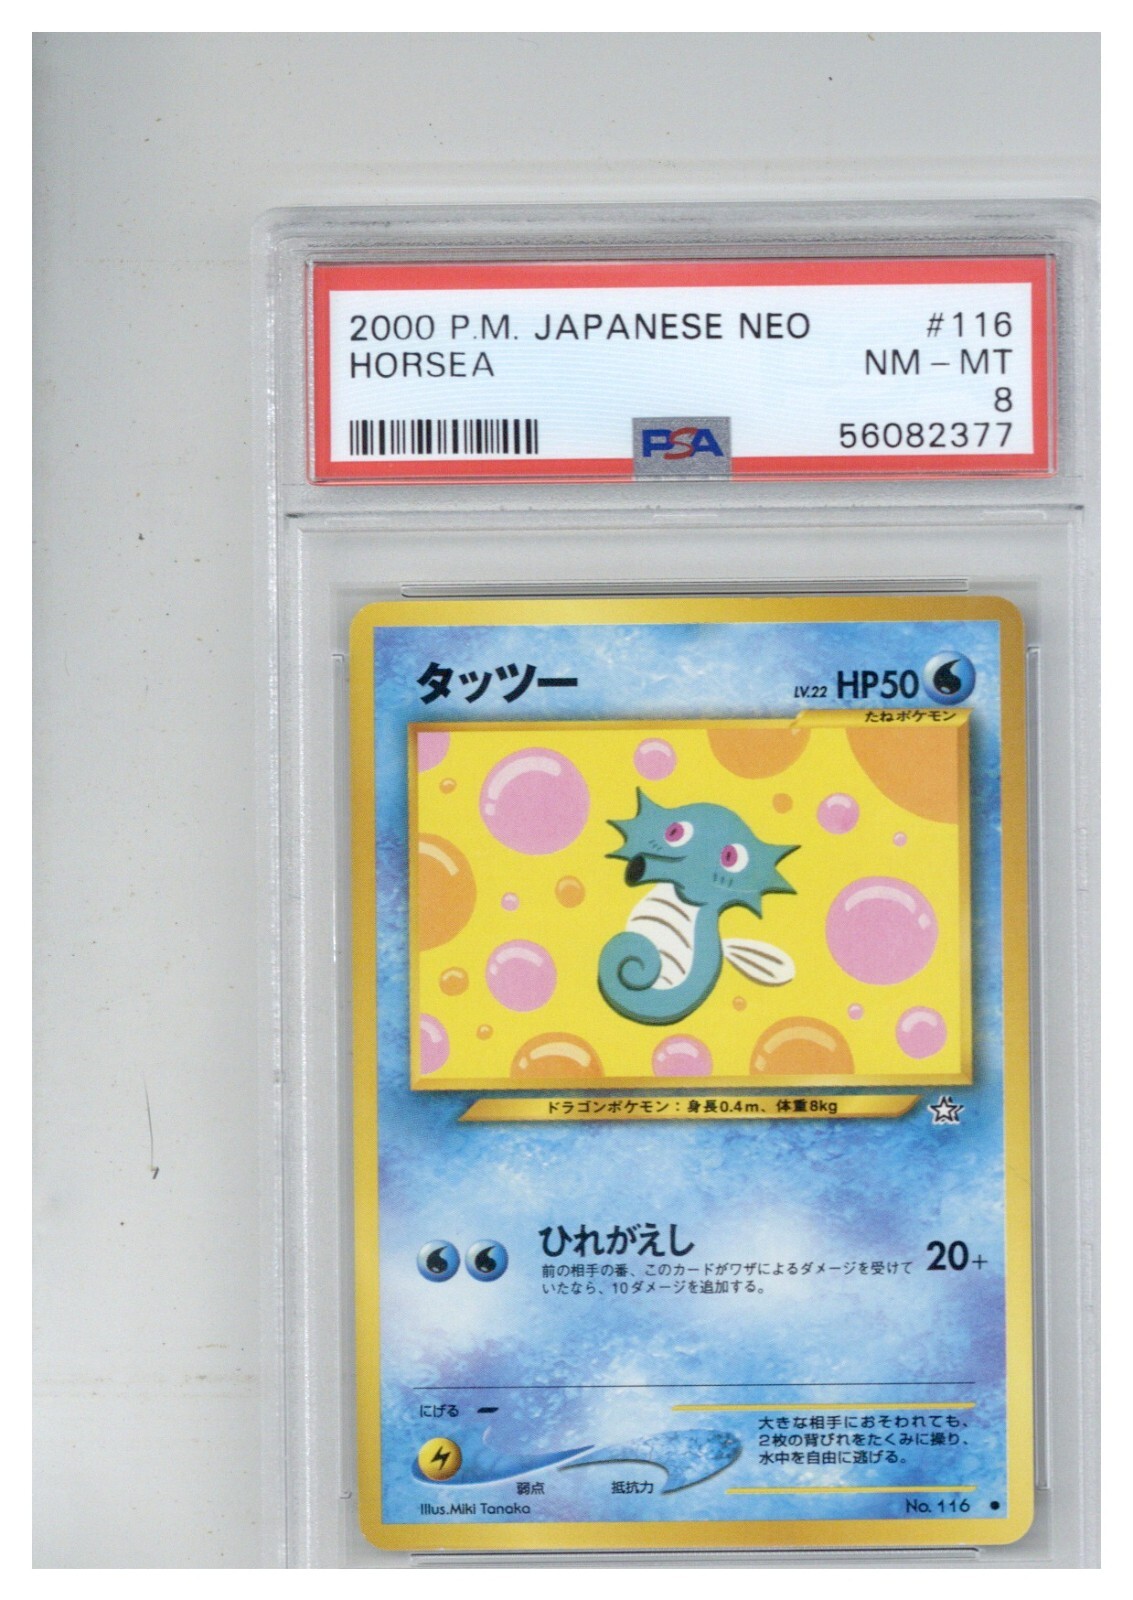 2000 P.M. JAPANESE NEO #116
HORSEA NM - MT
8
PSA 56082377
タッツー LV.22 HP50
たねポケモン
ドラゴンポケモン：身長0.4m、体重8kg
ひれがえし 20+
前の相手の番、このカードがワザによるダメージを受けて
いたなら、10ダメージを追加する。
にげる
大きな相手におそわれても、
2枚の背びれをたくみに操り、
水中を自由に逃げる。
弱点 抵抗力
Illus.Miki Tanaka No. 116